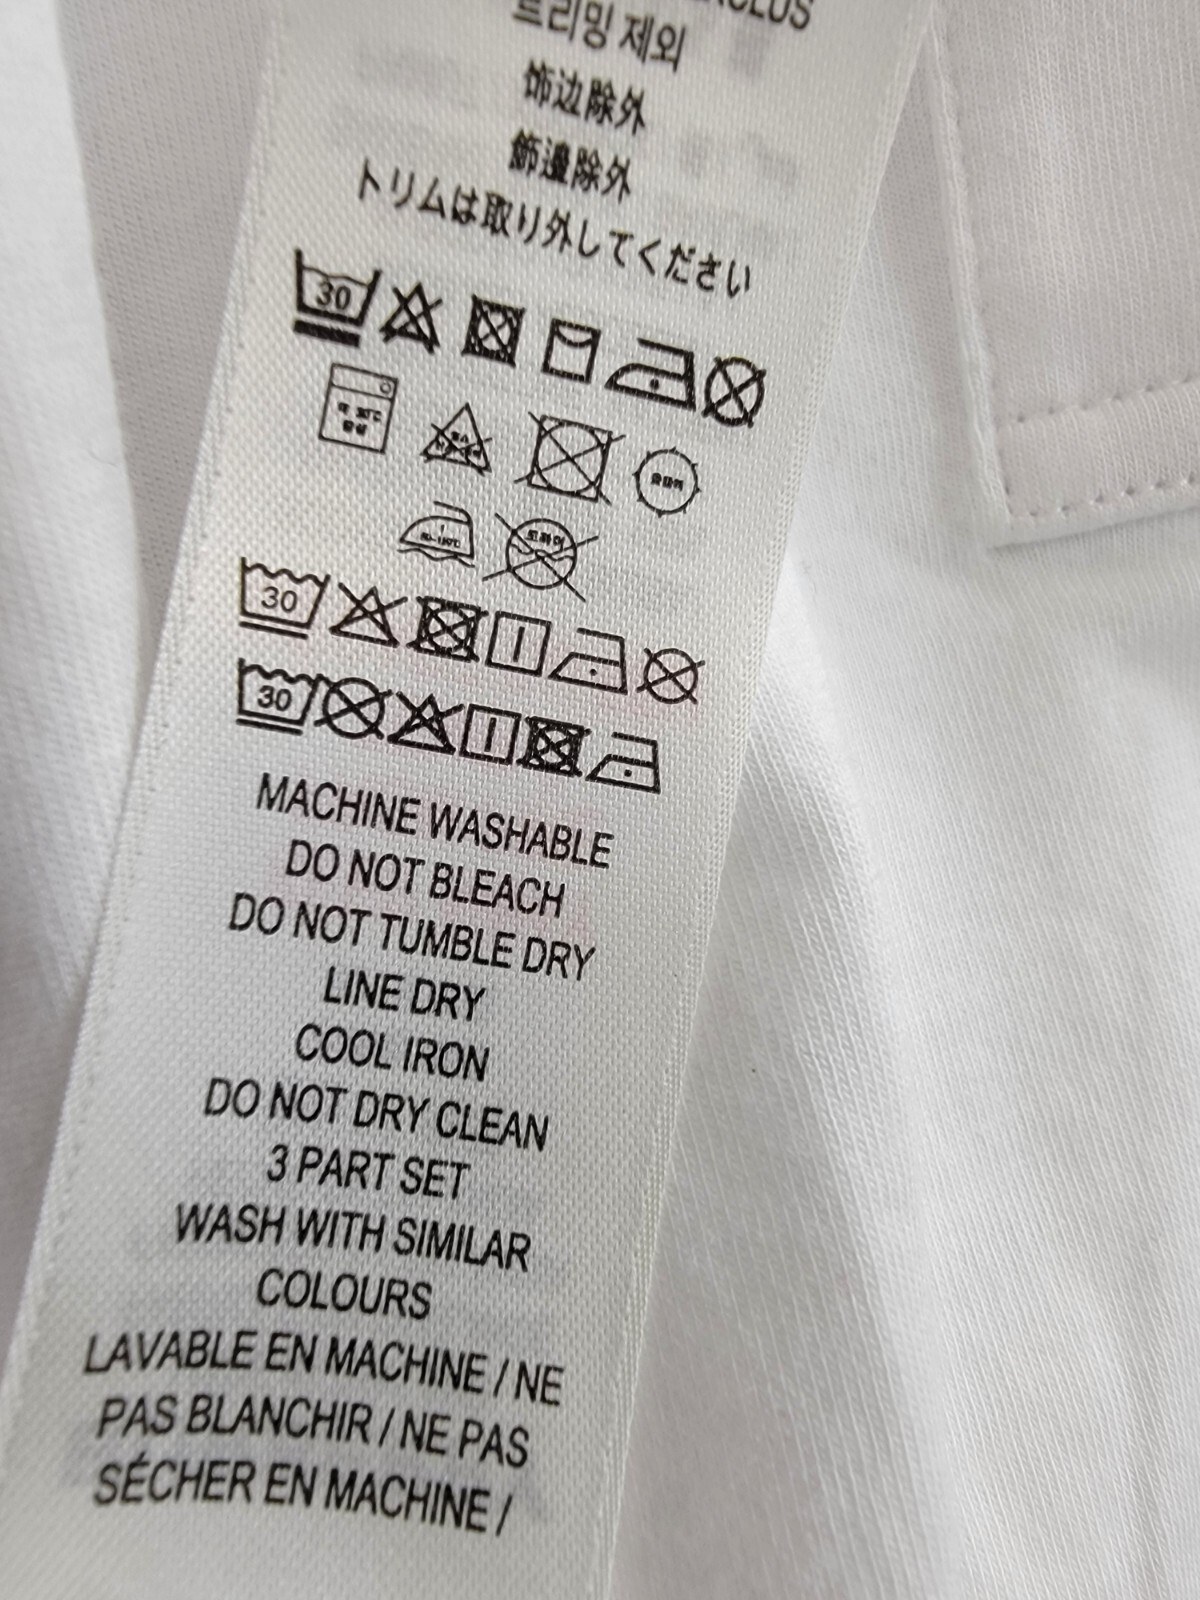 트리밍 제외
饰边除外
飾邊除外
トリムは取り外してください
30
30
30
MACHINE WASHABLE
DO NOT BLEACH
DO NOT TUMBLE DRY
LINE DRY
COOL IRON
DO NOT DRY CLEAN
3 PART SET
WASH WITH SIMILAR
COLOURS
LAVABLE EN MACHINE / NE
PAS BLANCHIR / NE PAS
SÉCHER EN MACHINE /